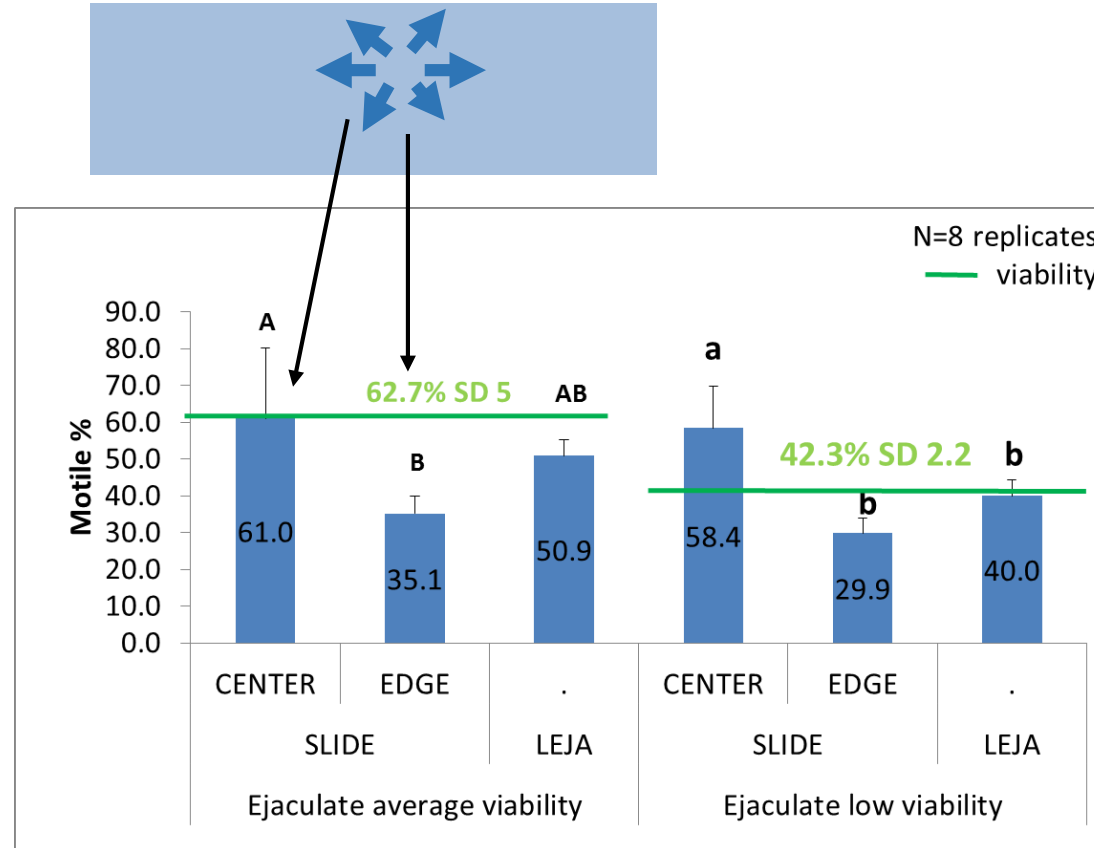 N=8 replicates
viability
90.0
80.0
70.0
60.0
50.0
40.0
30.0
20.0
10.0
0.0
Motile %
A
62.7% SD 5
AB
B
a
42.3% SD 2.2
b
b
61.0
35.1
50.9
58.4
29.9
40.0
CENTER EDGE . CENTER EDGE .
SLIDE LEJA SLIDE LEJA
Ejaculate average viability Ejaculate low viability